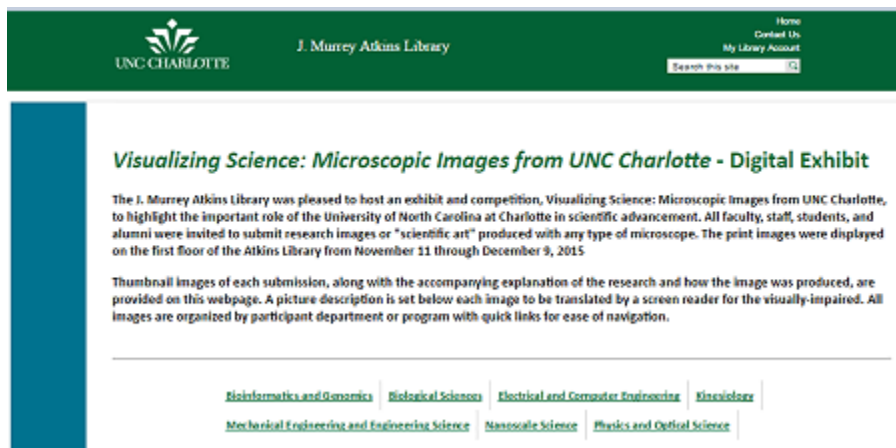 Home
Contact Us
My Library Account
Search this site
UNC CHARLOTTE
J. Murrey Atkins Library
Visualizing Science: Microscopic Images from UNC Charlotte - Digital Exhibit
The J. Murrey Atkins Library was pleased to host an exhibit and competition, Visualizing Science: Microscopic Images from UNC Charlotte,
to highlight the important role of the University of North Carolina at Charlotte in scientific advancement. All faculty, staff, students, and
alumni were invited to submit research images or "scientific art" produced with any type of microscope. The print images were displayed
on the first floor of the Atkins Library from November 11 through December 9, 2015
Thumbnail images of each submission, along with the accompanying explanation of the research and how the image was produced, are
provided on this webpage. A picture description is set below each image to be translated by a screen reader for the visually-impaired. All
images are organized by participant department or program with quick links for ease of navigation.
Bioinformatics and Genomics Biological Sciences Electrical and Computer Engineering Kinesiology
Mechanical Engineering and Engineering Science Nanoscale Science Physics and Optical Science